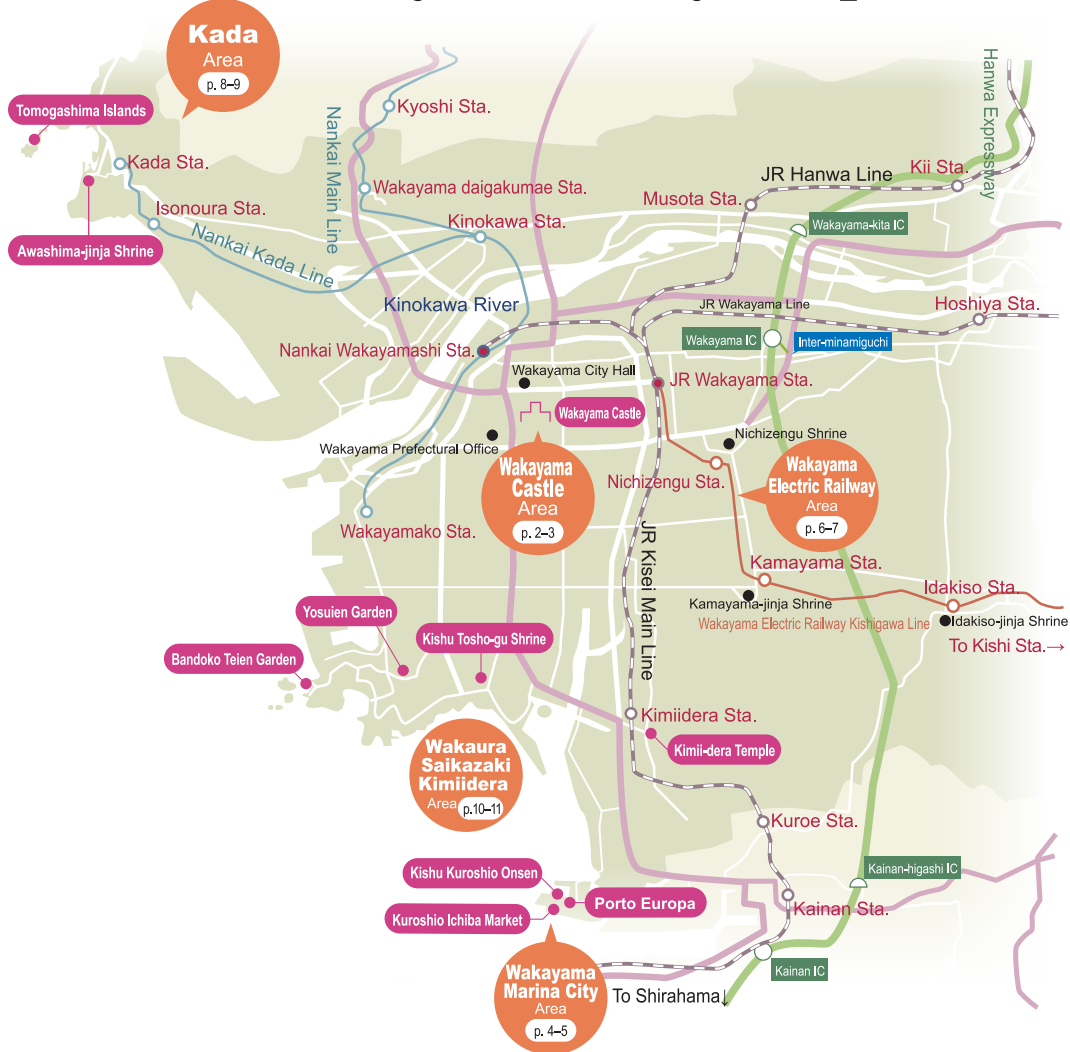 Kada
Area
p. 8–9
Tomogashima Islands
Kada Sta.
Isonoura Sta.
Awashima-jinja Shrine
Nankai Kada Line
Nankai Main Line
Kyoshi Sta.
Wakayama daigakumae Sta.
Kinokawa Sta.
Kinokawa River
Nankai Wakayamashi Sta.
Hanwa Expressway
JR Hanwa Line
Kii Sta.
Musota Sta.
Wakayama-kita IC
JR Wakayama Line
Hoshiya Sta.
Wakayama IC
Inter-minamiguchi
Wakayama City Hall
JR Wakayama Sta.
Wakayama Castle
Wakayama Prefectural Office
Nichizengu Shrine
Nichizengu Sta.
Wakayama
Castle
Area
p. 2–3
Wakayama
Electric Railway
Area
p. 6–7
Wakayamako Sta.
JR Kisei Main Line
Kamayama Sta.
Kamayama-jinja Shrine
Idakiso Sta.
Idakiso-jinja Shrine
Wakayama Electric Railway Kishigawa Line
To Kishi Sta.→
Yosuien Garden
Kishu Tosho-gu Shrine
Bandoko Teien Garden
Kimiidera Sta.
Kimii-dera Temple
Wakaura
Saikazaki
Kimiidera
Area p.10–11
Kuroe Sta.
Kishu Kuroshio Onsen
Porto Europa
Kuroshio Ichiba Market
Kainan-higashi IC
Kainan Sta.
Kainan IC
Wakayama
Marina City
Area
p. 4–5
To Shirahama↓